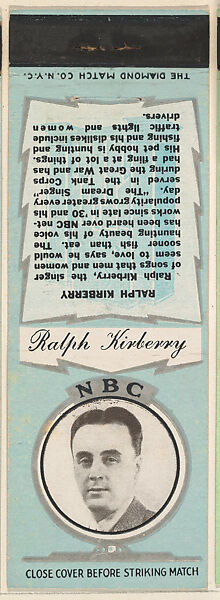 THE DIAMOND MATCH CO. N.Y.C.
RALPH KIRBERRY
Ralph Kirberry, the singer
of songs that men and women
seem to love, says he would
sooner fish than eat. The
haunting beauty of his voice
has been heard over NBC net-
works since late in '30 and his
popularity grows greater every
day. "The Dream Singer"
served in the Tank Corps
during the Great War and has
had a fling at a lot of things.
His pet hobby is hunting and
fishing and his dislikes include
traffic lights and women
drivers.
Ralph Kirberry
NBC
CLOSE COVER BEFORE STRIKING MATCH